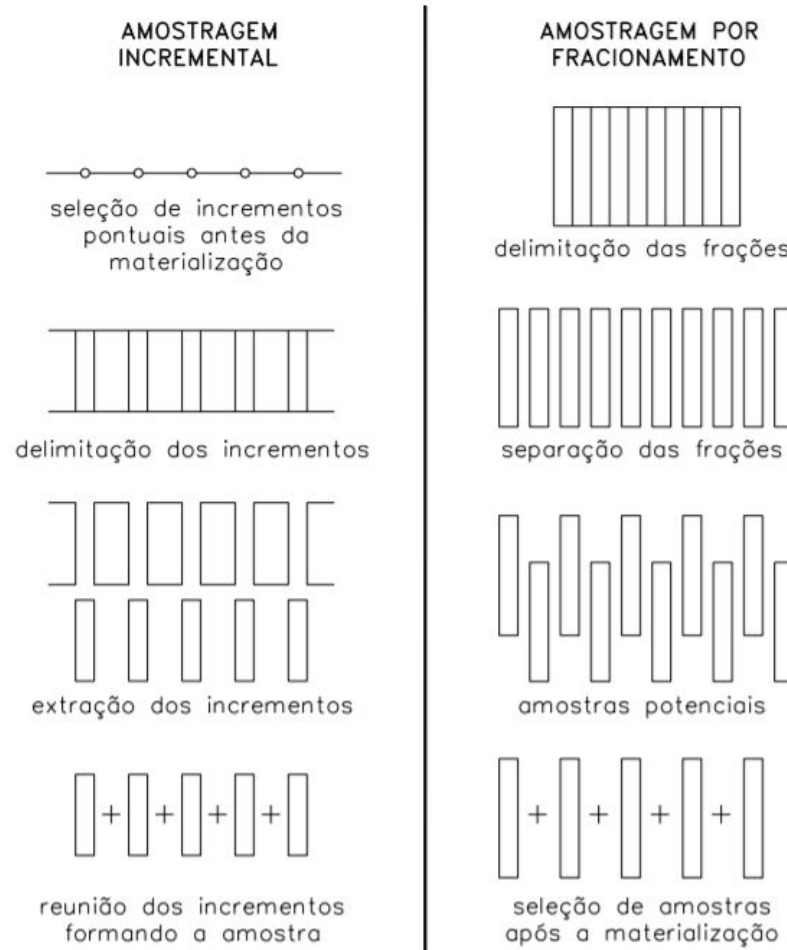 AMOSTRAGEM
INCREMENTAL
seleção de incrementos
pontuais antes da
materialização
delimitação dos incrementos
extração dos incrementos
+ + + +
reunião dos incrementos
formando a amostra
AMOSTRAGEM POR
FRACIONAMENTO
delimitação das frações
separação das frações
amostras potenciais
+ + + +
seleção de amostras
após a materialização